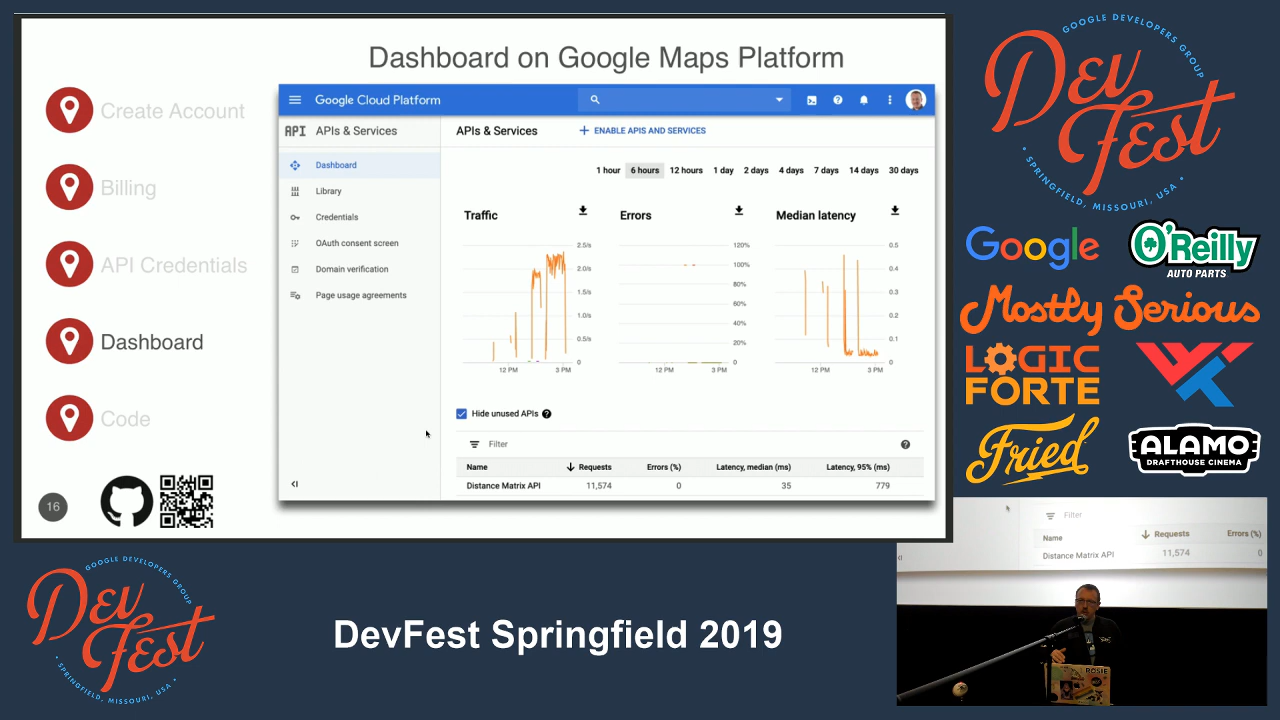 Dashboard on Google Maps Platform
Create Account
Billing
API Credentials
Dashboard
Code
16
Google Cloud Platform
API APIs & Services
Dashboard
Library
Credentials
OAuth consent screen
Domain verification
Page usage agreements
APIs & Services
ENABLE APIS AND SERVICES
1 hour 6 hours 12 hours 1 day 2 days 4 days 7 days 14 days 30 days
Traffic
2.5/s
2.0/s
1.5/s
1.0/s
0.5/s
0
12 PM 3 PM
Errors
120%
100%
80%
60%
40%
20%
0
12 PM 3 PM
Median latency
0.5
0.4
0.3
0.2
0.1
0
12 PM 3 PM
Hide unused APIs
Filter
Name Requests Errors (%) Latency, median (ms) Latency, 95% (ms)
Distance Matrix API 11,574 0 35 779
GOOGLE DEVELOPERS GROUP
Dev Fest
SPRINGFIELD, MISSOURI, USA
Google
O'Reilly
AUTO PARTS
Mostly Serious
LOGIC
FORTE
Fried
ALAMO
DRAFTHOUSE CINEMA
Filter
Name Requests Errors (%)
Distance Matrix API 11,574 0
ROSIE
GOOGLE DEVELOPERS GROUP
Dev Fest
SPRINGFIELD, MISSOURI, USA
DevFest Springfield 2019